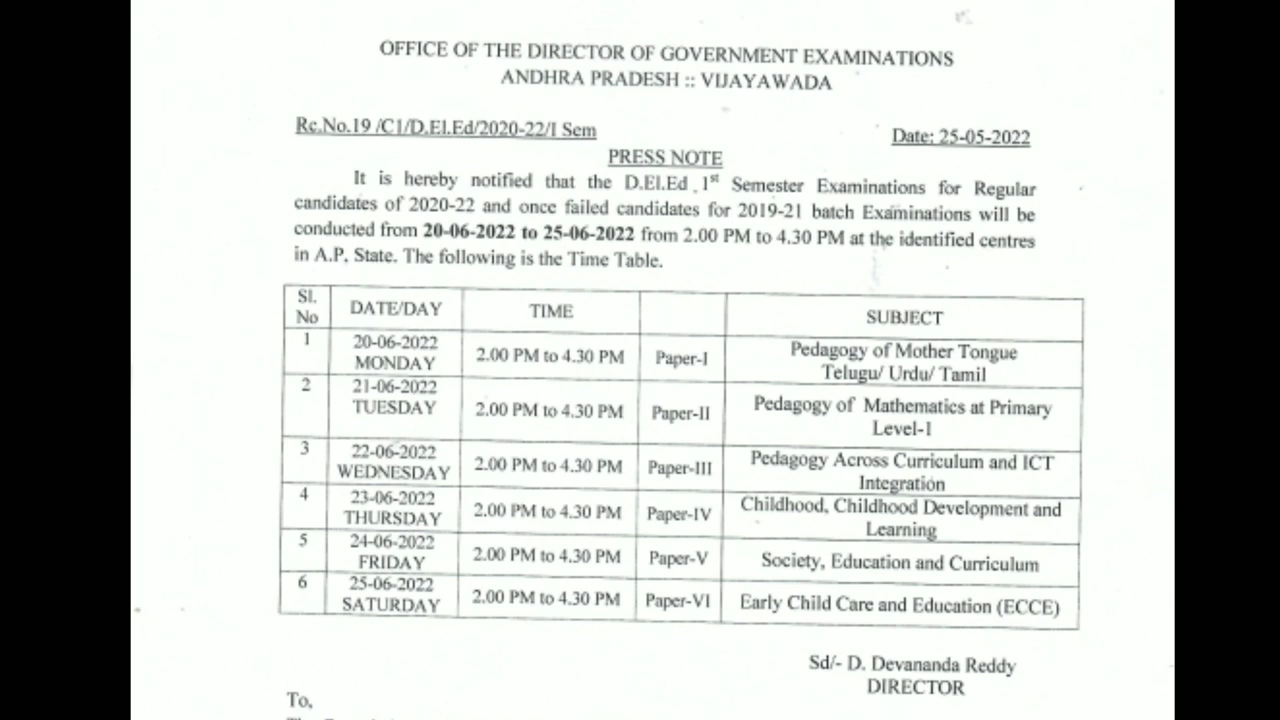 OFFICE OF THE DIRECTOR OF GOVERNMENT EXAMINATIONS
ANDHRA PRADESH :: VIJAYAWADA
Rc.No.19 /C1/D.El.Ed/2020-22/I Sem
Date: 25-05-2022
PRESS NOTE
It is hereby notified that the D.El.Ed 1st Semester Examinations for Regular
candidates of 2020-22 and once failed candidates for 2019-21 batch Examinations will be
conducted from 20-06-2022 to 25-06-2022 from 2.00 PM to 4.30 PM at the identified centres
in A.P. State. The following is the Time Table.
Sl. No DATE/DAY TIME SUBJECT
1 20-06-2022 MONDAY 2.00 PM to 4.30 PM Paper-I Pedagogy of Mother Tongue Telugu/ Urdu/ Tamil
2 21-06-2022 TUESDAY 2.00 PM to 4.30 PM Paper-II Pedagogy of Mathematics at Primary Level-I
3 22-06-2022 WEDNESDAY 2.00 PM to 4.30 PM Paper-III Pedagogy Across Curriculum and ICT Integration
4 23-06-2022 THURSDAY 2.00 PM to 4.30 PM Paper-IV Childhood, Childhood Development and Learning
5 24-06-2022 FRIDAY 2.00 PM to 4.30 PM Paper-V Society, Education and Curriculum
6 25-06-2022 SATURDAY 2.00 PM to 4.30 PM Paper-VI Early Child Care and Education (ECCE)
Sd/- D. Devananda Reddy
DIRECTOR
To,